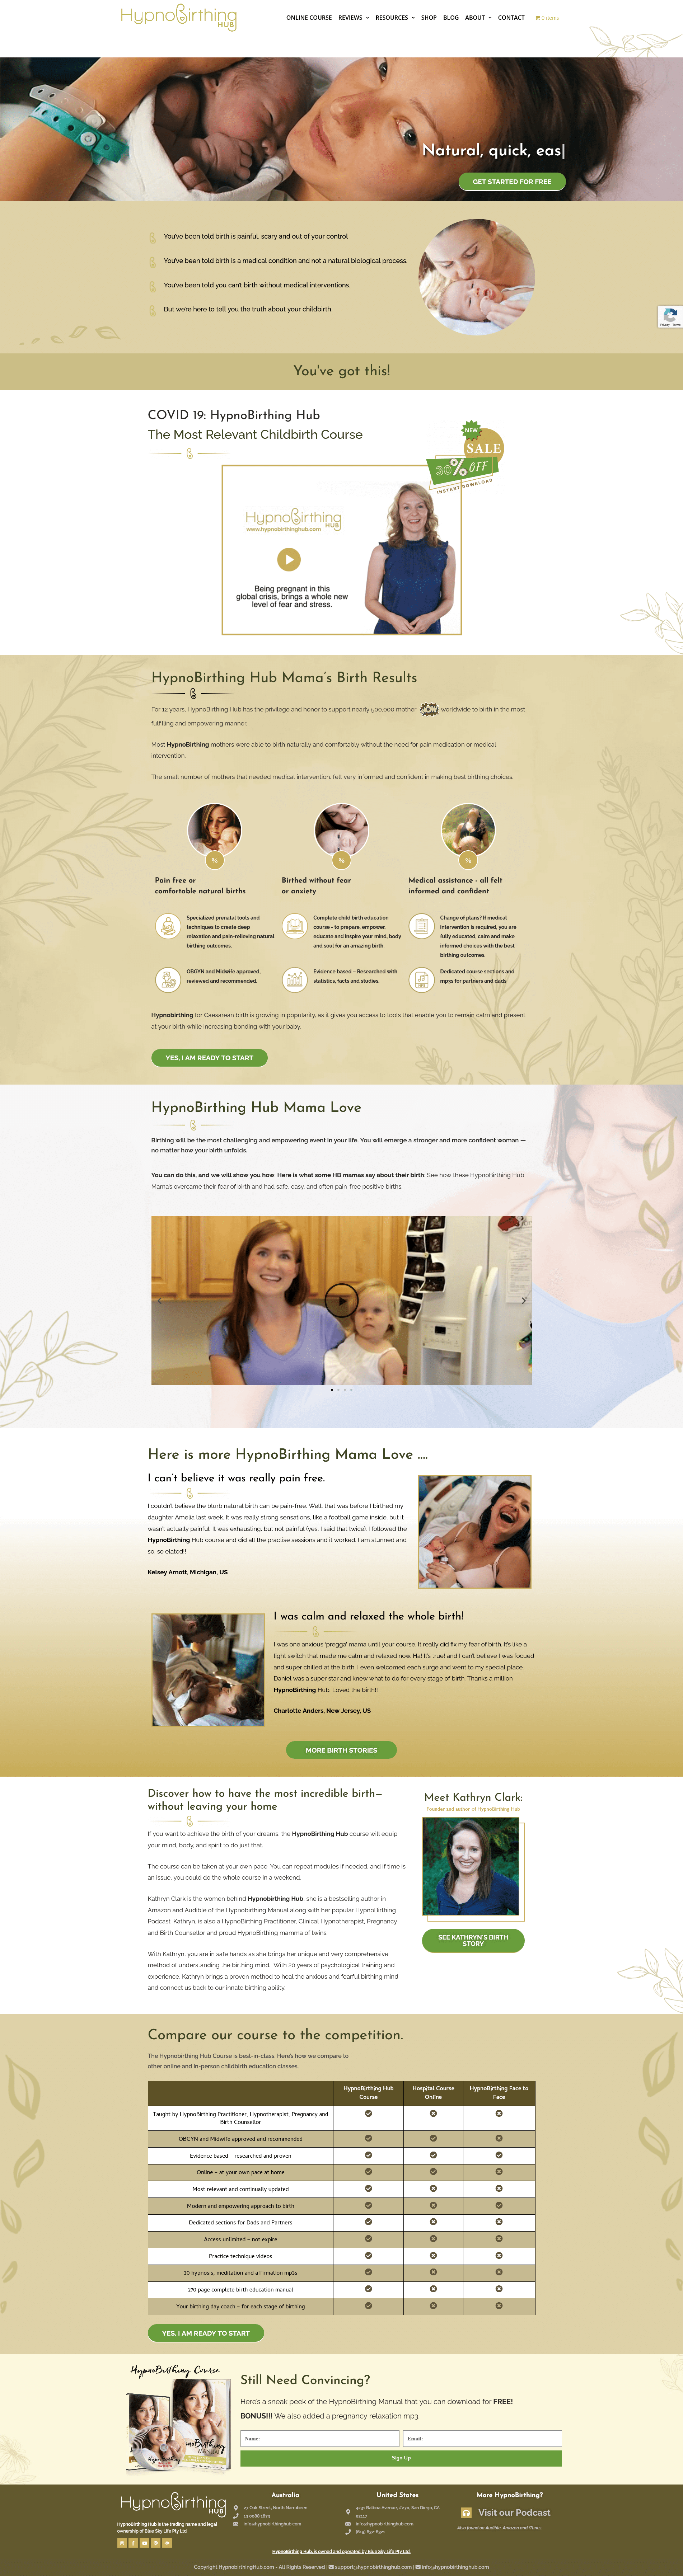 HypnoBirthing
HUB
ONLINE COURSE REVIEWS RESOURCES SHOP BLOG ABOUT CONTACT 0 items
Natural, quick, eas|
GET STARTED FOR FREE
You've been told birth is painful, scary and out of your control
You've been told birth is a medical condition and not a natural biological process.
You've been told you can't birth without medical interventions.
But we're here to tell you the truth about your childbirth.
Privacy - Terms
You've got this!
COVID 19: HypnoBirthing Hub
The Most Relevant Childbirth Course
NEW
SALE
30% OFF
INSTANT DOWNLOAD
HypnoBirthing
HUB
www.hypnobirthinghub.com
Being pregnant in this
global crisis, brings a whole new
level of fear and stress.
HypnoBirthing Hub Mama's Birth Results
For 12 years, HypnoBirthing Hub has the privilege and honor to support nearly 500,000 mother worldwide to birth in the most
fulfilling and empowering manner.
Most HypnoBirthing mothers were able to birth naturally and comfortably without the need for pain medication or medical
intervention.
The small number of mothers that needed medical intervention, felt very informed and confident in making best birthing choices.
% % %
Pain free or
comfortable natural births
Birthed without fear
or anxiety
Medical assistance - all felt
informed and confident
Specialized prenatal tools and
techniques to create deep
relaxation and pain-relieving natural
birthing outcomes.
Complete child birth education
course - to prepare, empower,
educate and inspire your mind, body
and soul for an amazing birth.
Change of plans? If medical
intervention is required, you are
fully educated, calm and make
informed choices with the best
birthing outcomes.
OBGYN and Midwife approved,
reviewed and recommended.
Evidence based – Researched with
statistics, facts and studies.
Dedicated course sections and
mp3s for partners and dads
Hypnobirthing for Caesarean birth is growing in popularity, as it gives you access to tools that enable you to remain calm and present
at your birth while increasing bonding with your baby.
YES, I AM READY TO START
HypnoBirthing Hub Mama Love
Birthing will be the most challenging and empowering event in your life. You will emerge a stronger and more confident woman —
no matter how your birth unfolds.
You can do this, and we will show you how. Here is what some HB mamas say about their birth: See how these HypnoBirthing Hub
Mama's overcame their fear of birth and had safe, easy, and often pain-free positive births.
Here is more HypnoBirthing Mama Love ....
I can't believe it was really pain free.
I couldn't believe the blurb natural birth can be pain-free. Well, that was before I birthed my
daughter Amelia last week. It was really strong sensations, like a football game inside, but it
wasn't actually painful. It was exhausting, but not painful (yes, I said that twice). I followed the
HypnoBirthing Hub course and did all the practise sessions and it worked. I am stunned and
so, so elated!!
Kelsey Arnott, Michigan, US
I was calm and relaxed the whole birth!
I was one anxious 'prega' mama until your course. It really did fix my fear of birth. It's like a
light switch that made me calm and relaxed now. Ha! It's true! and I can't believe I was focused
and super chilled at the birth. I even welcomed each surge and went to my special place.
Daniel was a super star and knew what to do for every stage of birth. Thanks a million
HypnoBirthing Hub. Loved the birth!!
Charlotte Anders, New Jersey, US
MORE BIRTH STORIES
Discover how to have the most incredible birth—
without leaving your home
If you want to achieve the birth of your dreams, the HypnoBirthing Hub course will equip
your mind, body, and spirit to do just that.
The course can be taken at your own pace. You can repeat modules if needed, and if time is
an issue, you could do the whole course in a weekend.
Kathryn Clark is the women behind Hypnobirthing Hub, she is a bestselling author in
Amazon and Audible of the Hypnobirthing Manual along with her popular HypnoBirthing
Podcast. Kathryn, is also a HypnoBirthing Practitioner, Clinical Hypnotherapist, Pregnancy
and Birth Counsellor and proud HypnoBirthing mamma of twins.
With Kathryn, you are in safe hands as she brings her unique and very comprehensive
method of understanding the birthing mind. With 20 years of psychological training and
experience, Kathryn brings a proven method to heal the anxious and fearful birthing mind
and connect us back to our innate birthing ability.
Meet Kathryn Clark:
Founder and author of HypnoBirthing Hub
SEE KATHRYN'S BIRTH
STORY
Compare our course to the competition.
The Hypnobirthing Hub Course is best-in-class. Here's how we compare to
other online and in-person childbirth education classes.
HypnoBirthing Hub
Course
Hospital Course
Online
HypnoBirthing Face to
Face
Taught by HypnoBirthing Practitioner, Hypnotherapist, Pregnancy and
Birth Counsellor
OBGYN and Midwife approved and recommended
Evidence based – researched and proven
Online – at your own pace at home
Most relevant and continually updated
Modern and empowering approach to birth
Dedicated sections for Dads and Partners
Access unlimited – not expire
Practice technique videos
30 hypnosis, meditation and affirmation mp3s
270 page complete birth education manual
Your birthing day coach – for each stage of birthing
YES, I AM READY TO START
HypnoBirthing Course
Still Need Convincing?
Here's a sneak peek of the HypnoBirthing Manual that you can download for FREE!
BONUS!!! We also added a pregnancy relaxation mp3.
Name:
Email:
Sign Up
HypnoBirthing
HUB
HypnoBirthing Hub is the trading name and legal
ownership of Blue Sky Life Pty Ltd
Australia
27 Oak Street, North Narrabeen
13 0088 1873
info@hypnobirthinghub.com
United States
4231 Balboa Avenue, #270, San Diego, CA
92117
info@hypnobirthinghub.com
(619) 632-6321
More HypnoBirthing?
Visit our Podcast
Also found on Audible, Amazon and iTunes.
HypnoBirthing Hub, is owned and operated by Blue Sky Life Pty Ltd.
Copyright HypnobirthingHub.com - All Rights Reserved | support@hypnobirthinghub.com | info@hypnobirthinghub.com